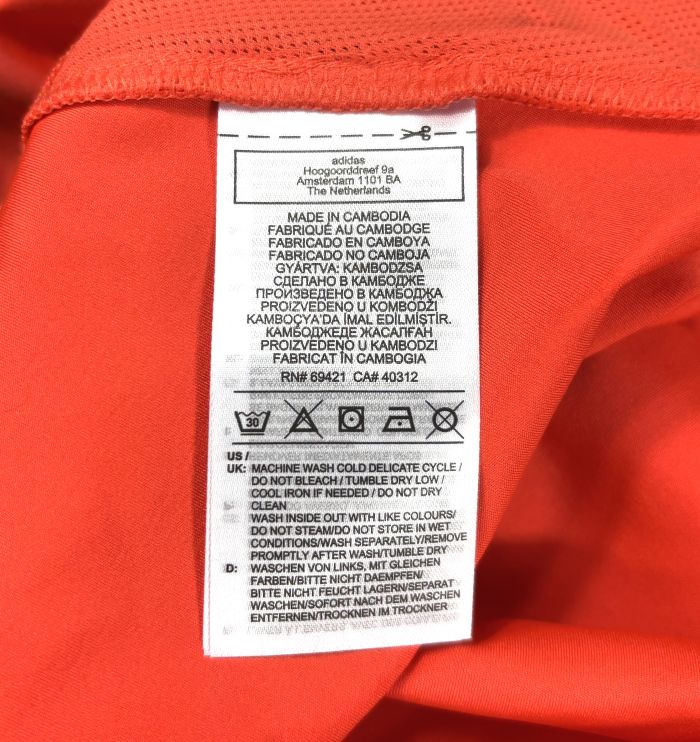 adidas
Hoogoorddreef 9a
Amsterdam 1101 BA
The Netherlands
MADE IN CAMBODIA
FABRIQUÉ AU CAMBODGE
FABRICADO EN CAMBOYA
FABRICADO NO CAMBOJA
GYÁRTVA: KAMBODZSA
СДЕЛАНО В КАМБОДЖЕ
ПРОИЗВЕДЕНО В КАМБОДЖА
PROIZVEDENO U KOMBODŽI
KAMBOÇYA'DA İMAL EDİLMİŞTİR.
КАМБОДЖЕДЕ ЖАСАЛҒАН
PROIZVEDENO U KAMBODŽI
FABRICAT ÎN CAMBOGIA
RN# 69421 CA# 40312
30
US /
UK: MACHINE WASH COLD DELICATE CYCLE /
DO NOT BLEACH / TUMBLE DRY LOW /
COOL IRON IF NEEDED / DO NOT DRY
CLEAN
WASH INSIDE OUT WITH LIKE COLOURS/
DO NOT STEAM/DO NOT STORE IN WET
CONDITIONS/WASH SEPARATELY/REMOVE
PROMPTLY AFTER WASH/TUMBLE DRY
D: WASCHEN VON LINKS, MIT GLEICHEN
FARBEN/BITTE NICHT DAEMPFEN/
BITTE NICHT FEUCHT LAGERN/SEPARAT
WASCHEN/SOFORT NACH DEM WASCHEN
ENTFERNEN/TROCKNEN IM TROCKNER